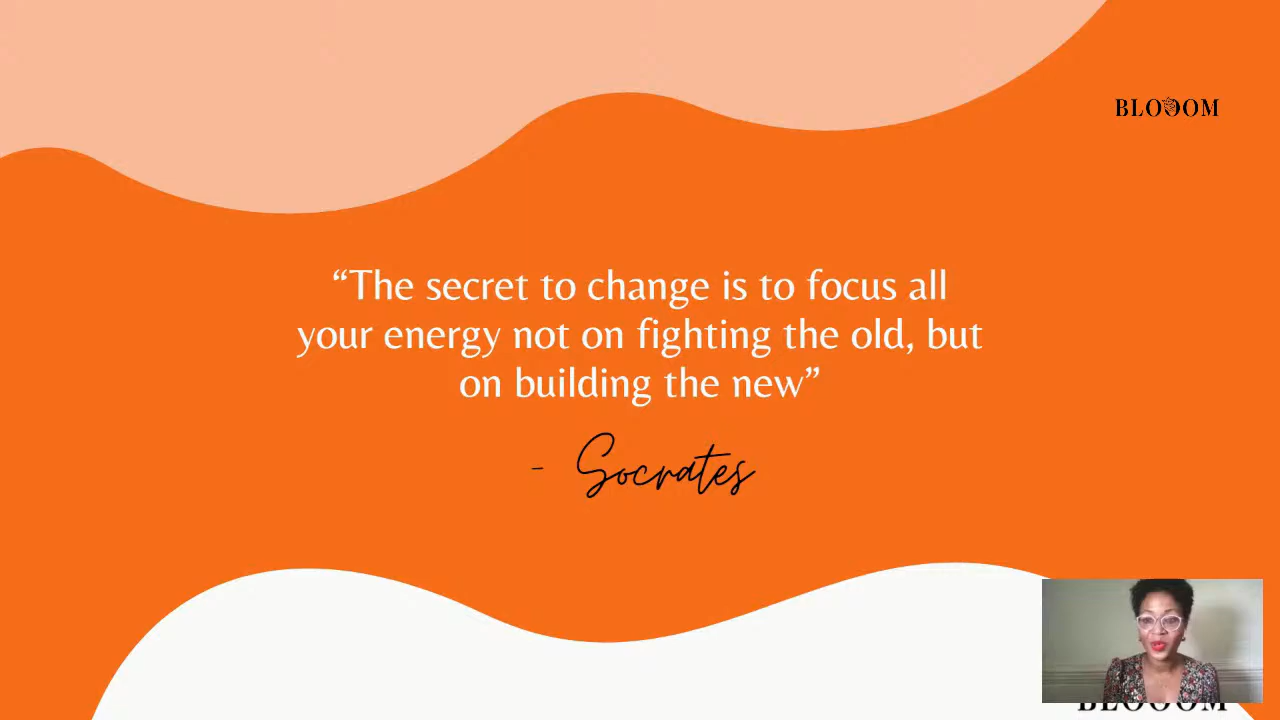 BLOOOM
“The secret to change is to focus all
your energy not on fighting the old, but
on building the new”
- Socrates
BLOOOM